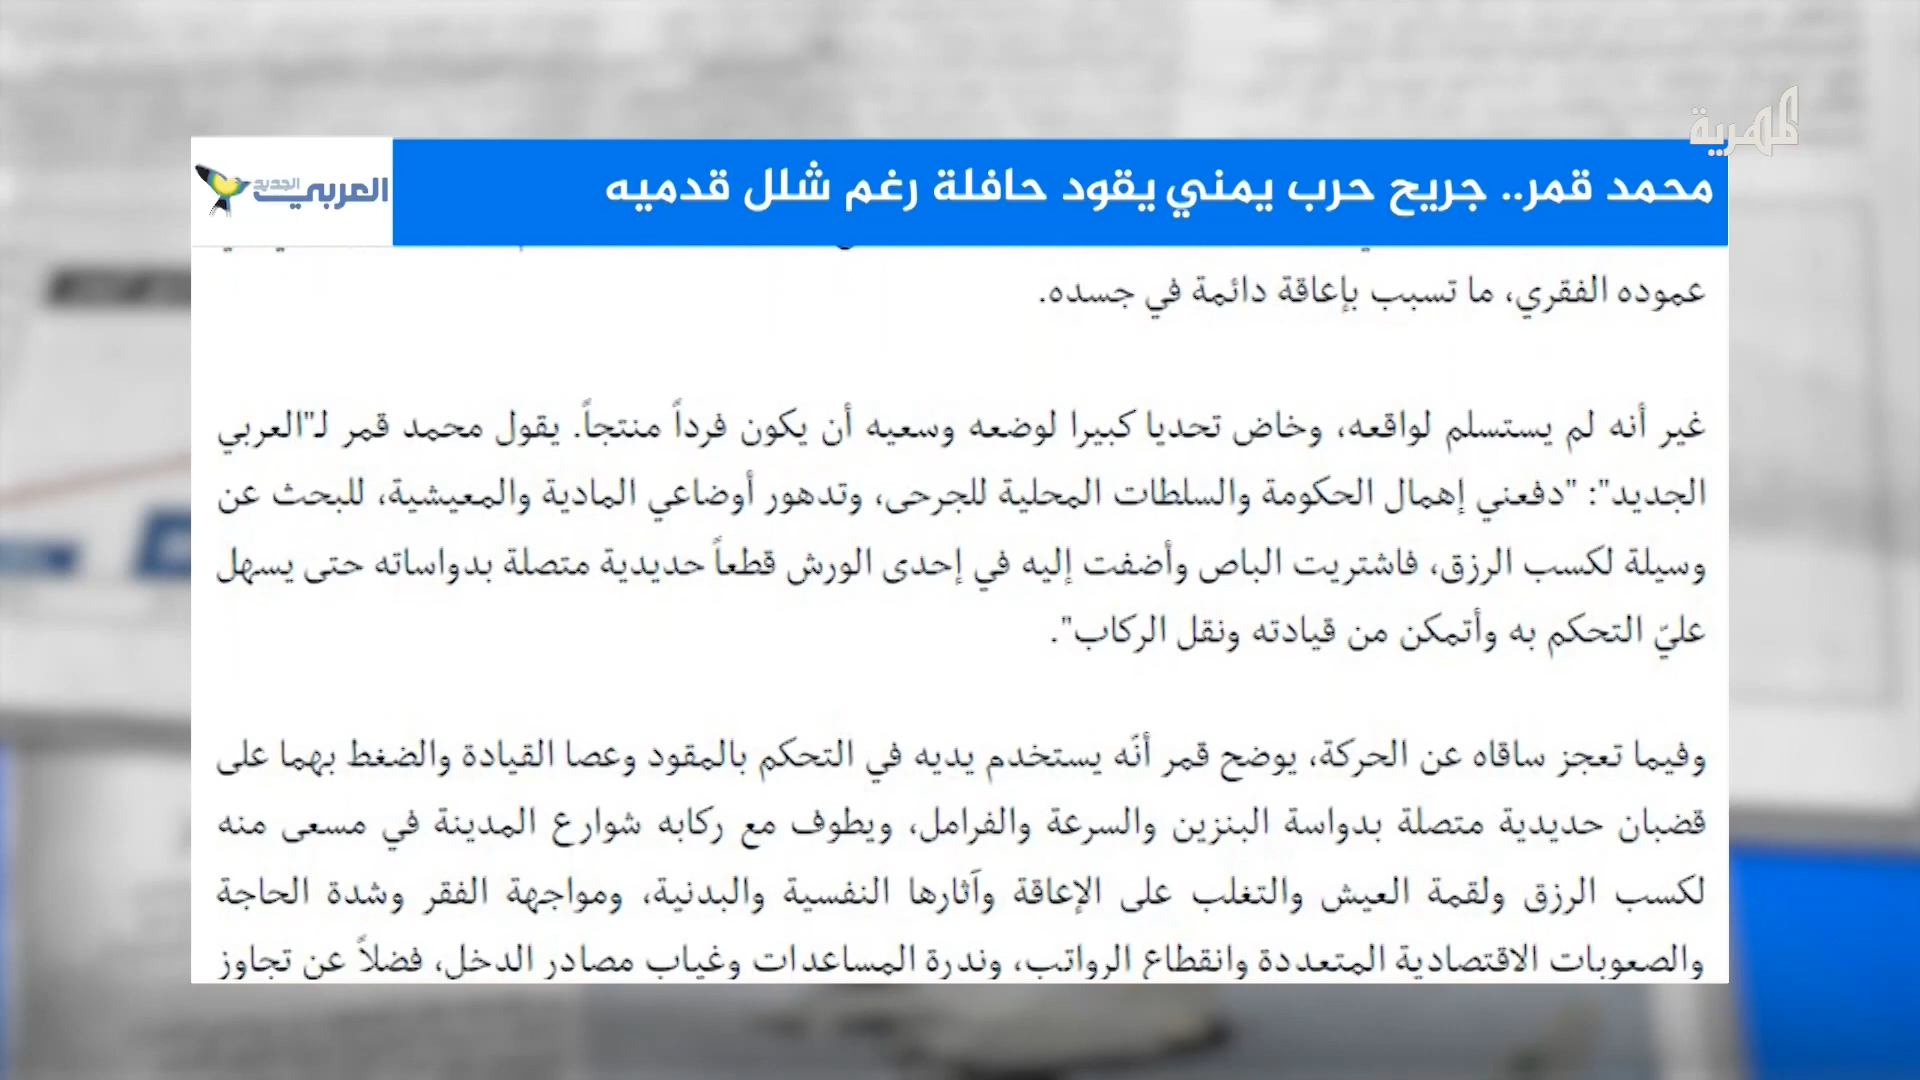 المهرية
العربي الجديد
محمد قمر.. جريح حرب يمني يقود حافلة رغم شلل قدميه
عموده الفقري، ما تسبب بإعاقة دائمة في جسده.
غير أنه لم يستسلم لواقعه، وخاض تحديا كبيرا لوضعه وسعيه أن يكون فرداً منتجاً. يقول محمد قمر لـ"العربي
الجديد": "دفعني إهمال الحكومة والسلطات المحلية للجرحى، وتدهور أوضاعي المادية والمعيشية، للبحث عن
وسيلة لكسب الرزق، فاشتريت الباص وأضفت إليه في إحدى الورش قطعاً حديدية متصلة بدواساته حتى يسهل
عليّ التحكم به وأتمكن من قيادته ونقل الركاب".
وفيما تعجز ساقاه عن الحركة، يوضح قمر أنّه يستخدم يديه في التحكم بالمقود وعصا القيادة والضغط بهما على
قضبان حديدية متصلة بدواسة البنزين والسرعة والفرامل، ويطوف مع ركابه شوارع المدينة في مسعى منه
لكسب الرزق ولقمة العيش والتغلب على الإعاقة وآثارها النفسية والبدنية، ومواجهة الفقر وشدة الحاجة
والصعوبات الاقتصادية المتعددة وانقطاع الرواتب، وندرة المساعدات وغياب مصادر الدخل، فضلاً عن تجاوز